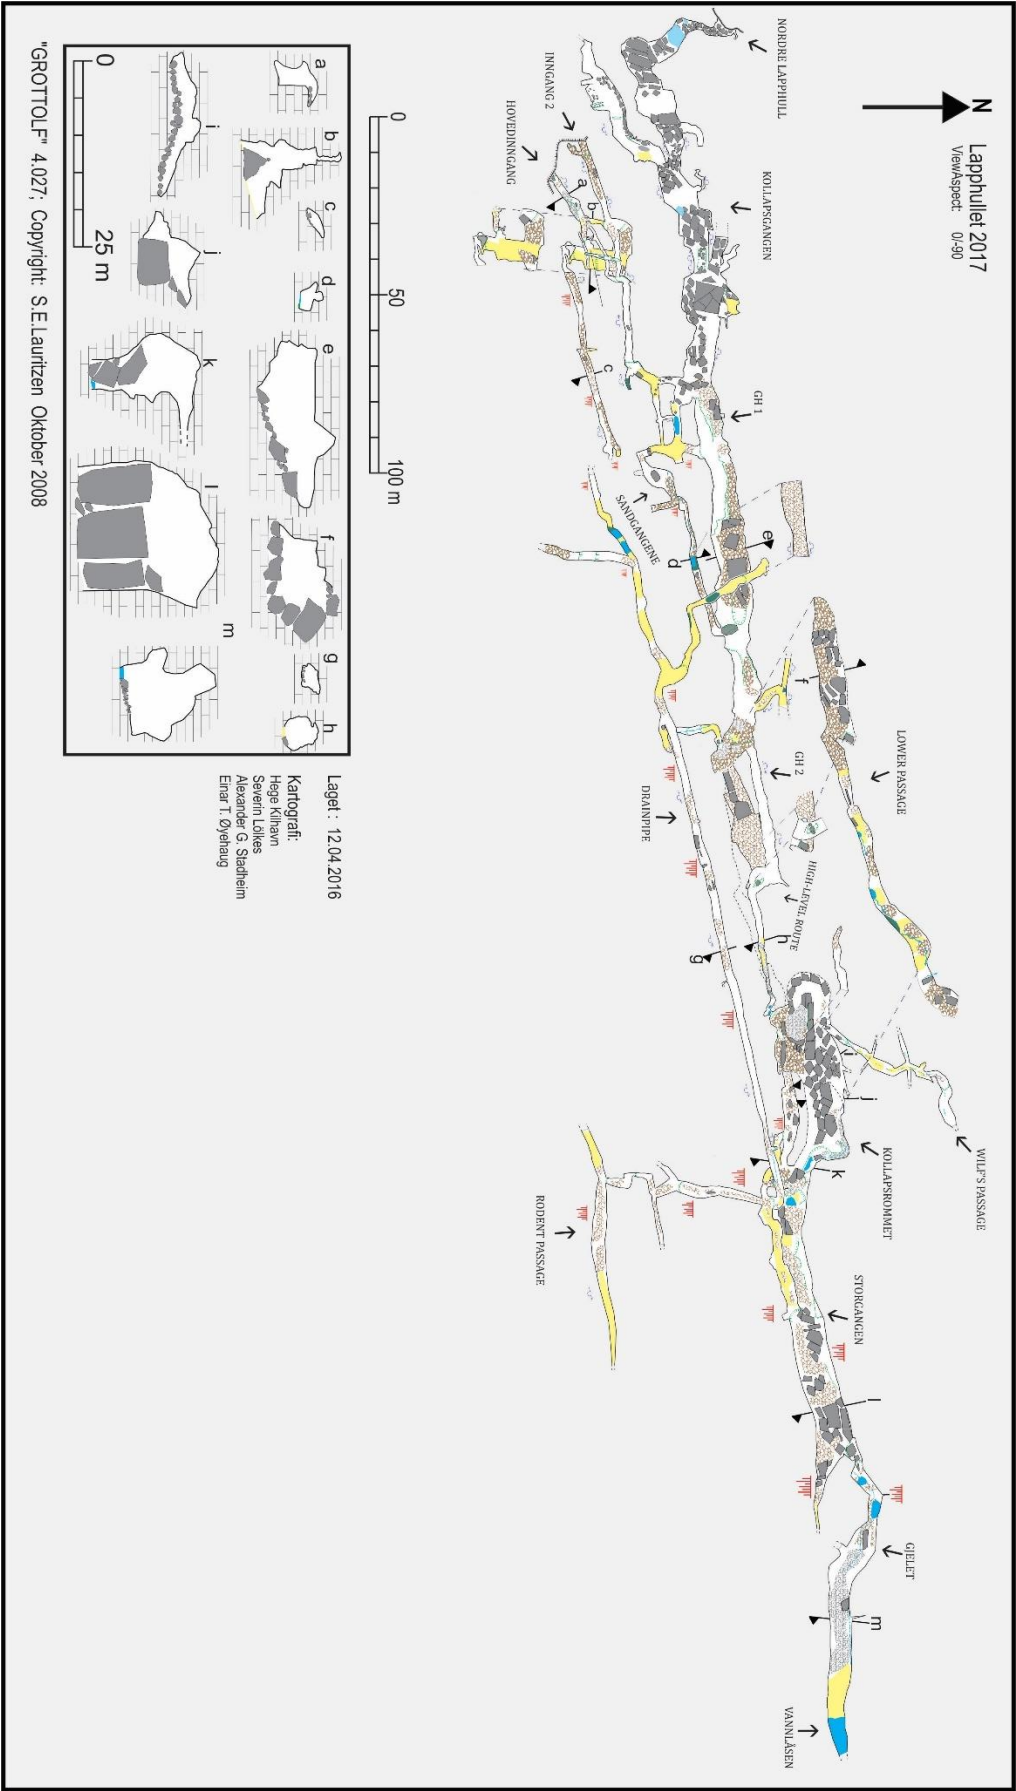 N
Lapphullet 2017
ViewAspect: 0/-90
NORDRE LAPPHULL
KOLLAPSGANGEN
INNGANG 2
HOVEDINNGANG
GH 1
SANDGANGENE
LOWER PASSAGE
GH 2
DRAINPIPE
HIGH-LEVEL ROUTE
WILF'S PASSAGE
KOLLAPSROMMET
RODENT PASSAGE
STORGANGEN
GJELET
VANNLÅSEN
a
b
c
d
e
f
g
h
i
j
k
l
m
0
50
100 m
a
b
c
d
e
f
g
h
i
j
k
l
m
0
25 m
"GROTTOLF" 4.027; Copyright: S.E.Lauritzen Oktober 2008
Laget : 12.04.2016
Kartografi:
Hege Kilhavn
Severin Lölkes
Alexander G. Stadheim
Einar T. Øyehaug